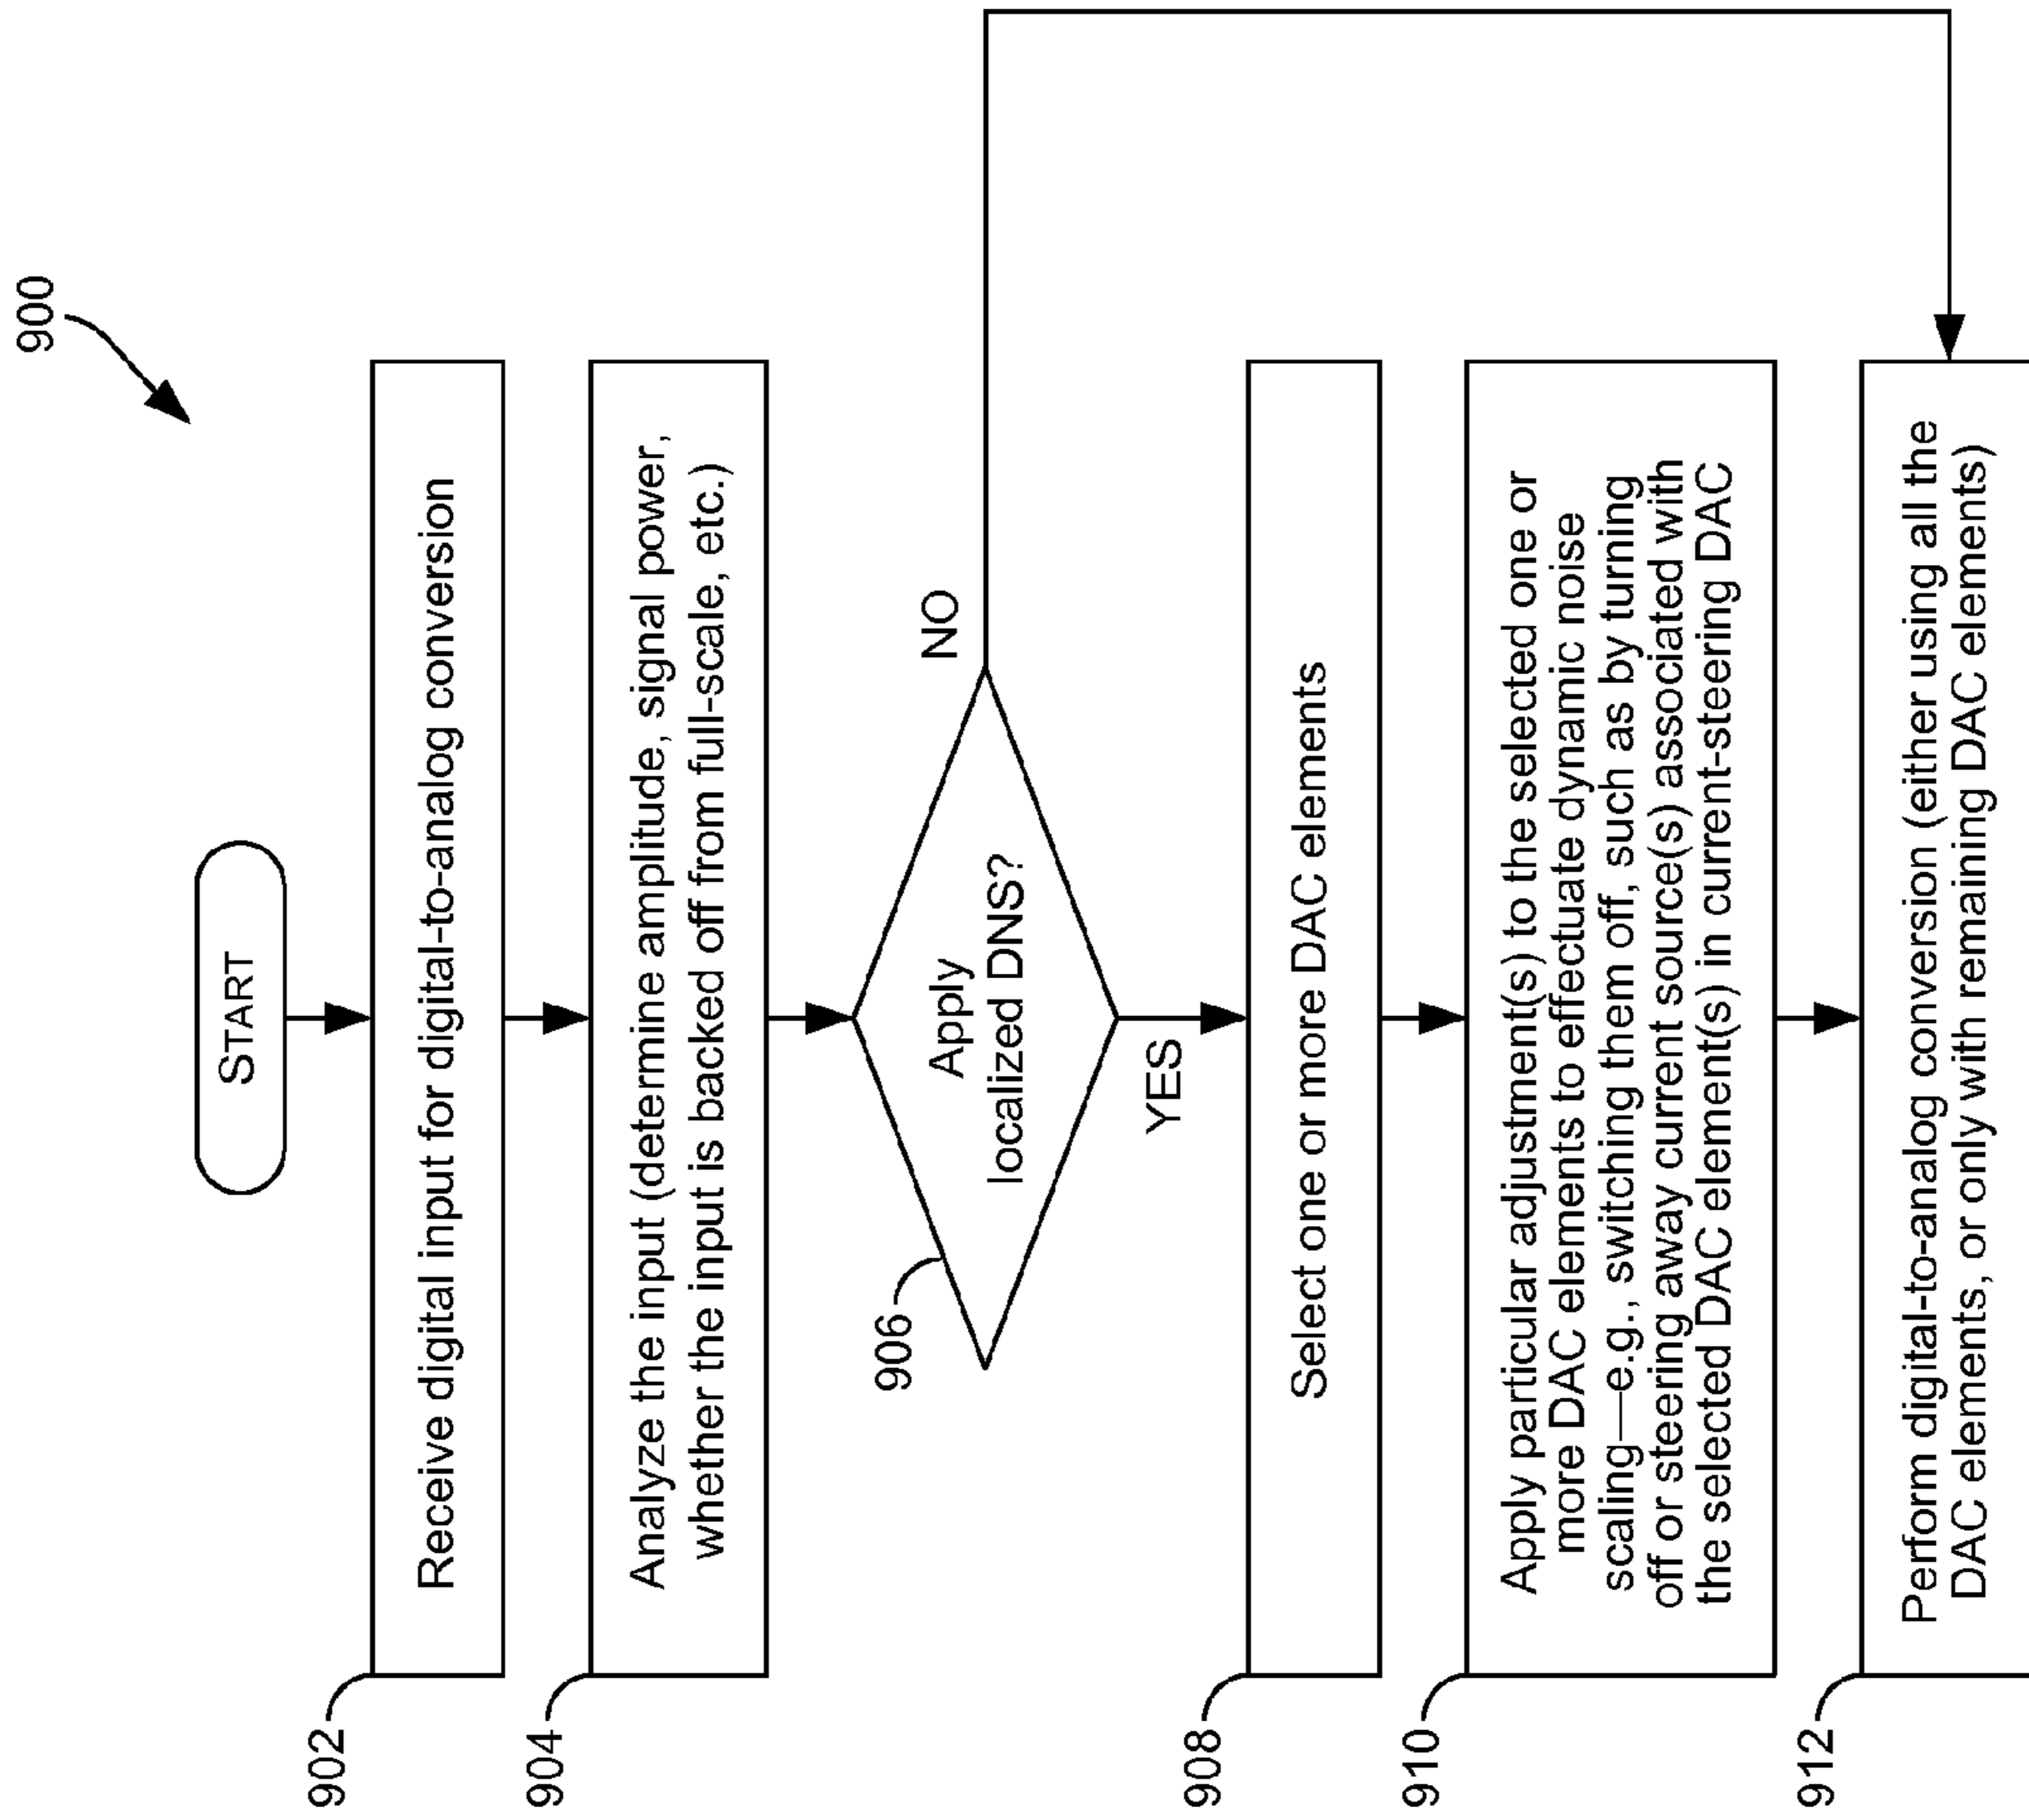 900
START
902
Receive digital input for digital-to-analog conversion
904
Analyze the input (determine amplitude, signal power,
whether the input is backed off from full-scale, etc.)
906
Apply
localized DNS?
NO
YES
908
Select one or more DAC elements
910
Apply particular adjustment(s) to the selected one or
more DAC elements to effectuate dynamic noise
scaling—e.g., switching them off, such as by turning
off or steering away current source(s) associated with
the selected DAC element(s) in current-steering DAC
912
Perform digital-to-analog conversion (either using all the
DAC elements, or only with remaining DAC elements)